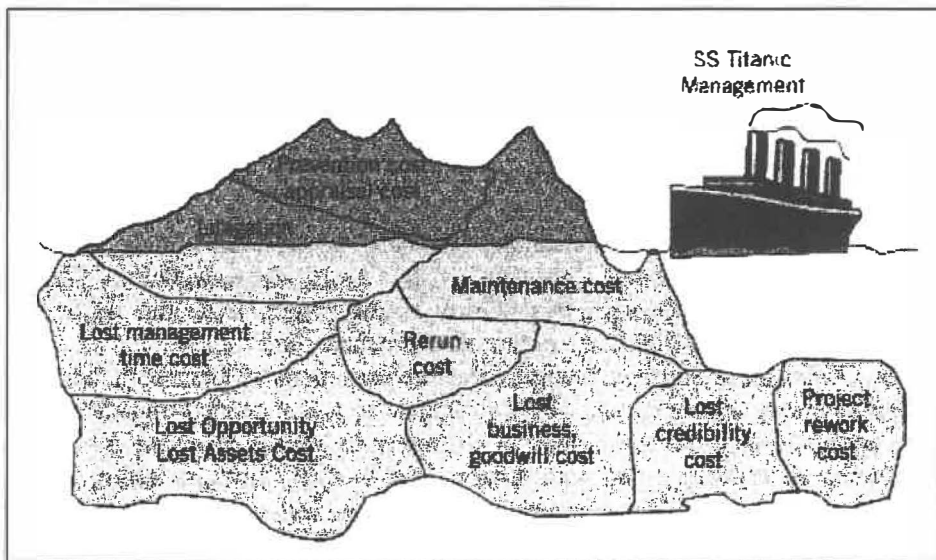 SS Titanic
Management
Prevention cost
appraisal cost
Maintenance cost
Lost management
time cost
Rerun
cost
Lost Opportunity
Lost Assets Cost
Lost
business,
goodwill cost
Lost
credibility
cost
Project
rework
cost